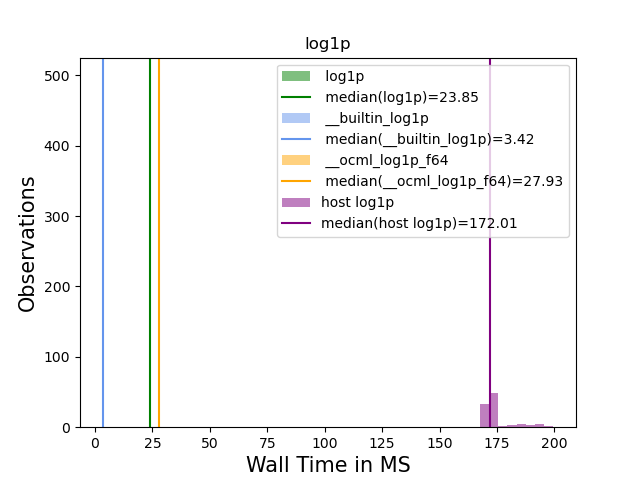 log1p
500
400
300
200
100
0
Observations
log1p
median(log1p)=23.85
__builtin_log1p
median(__builtin_log1p)=3.42
__ocml_log1p_f64
median(__ocml_log1p_f64)=27.93
host log1p
median(host log1p)=172.01
0 25 50 75 100 125 150 175 200
Wall Time in MS